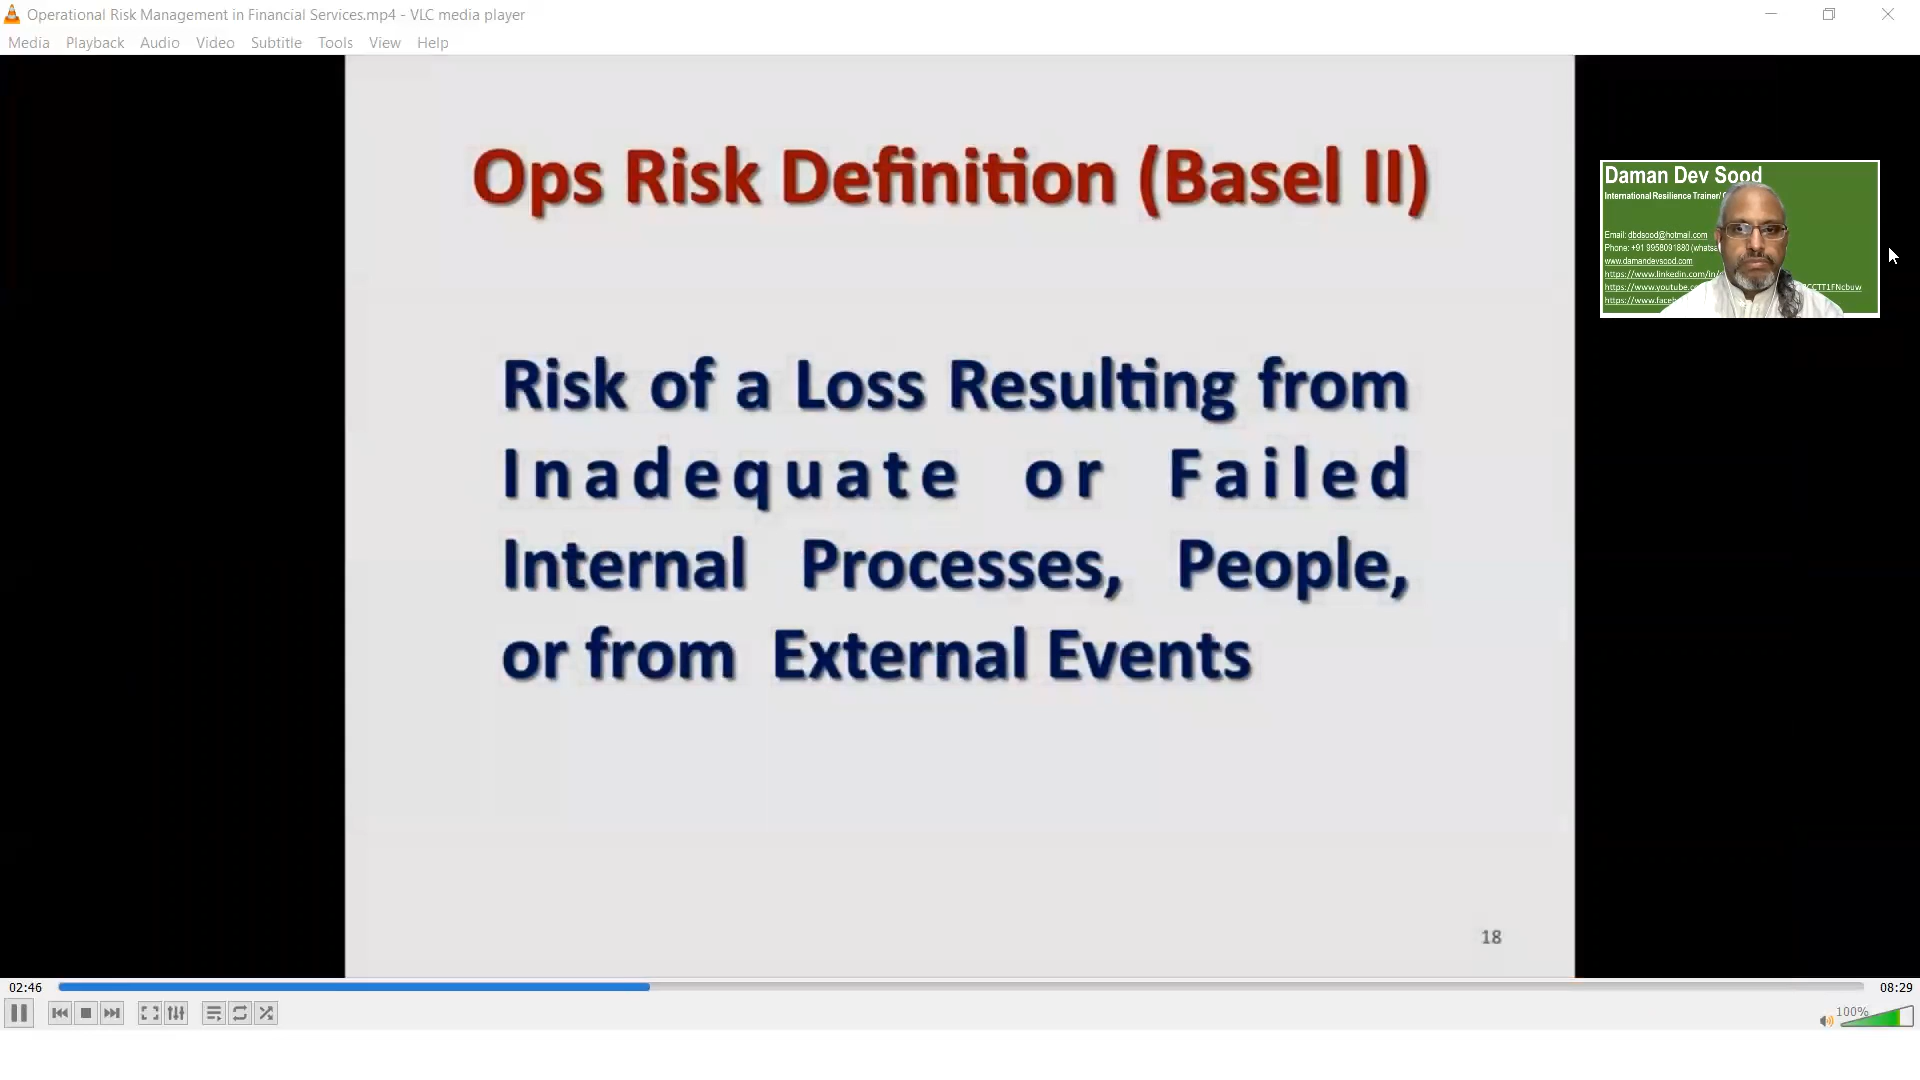 Operational Risk Management in Financial Services.mp4 - VLC media player
Media Playback Audio Video Subtitle Tools View Help
Ops Risk Definition (Basel II)
Risk of a Loss Resulting from
Inadequate or Failed
Internal Processes, People,
or from External Events
18
Daman Dev Sood
International Resilience Trainer/
Email: dbdsood@hotmail.com
Phone: +91 9958091880
www.damandevsood.com
https://www.linkedin.com/in/
https://www.youtube.
https://www.face
02:46
08:29
100%